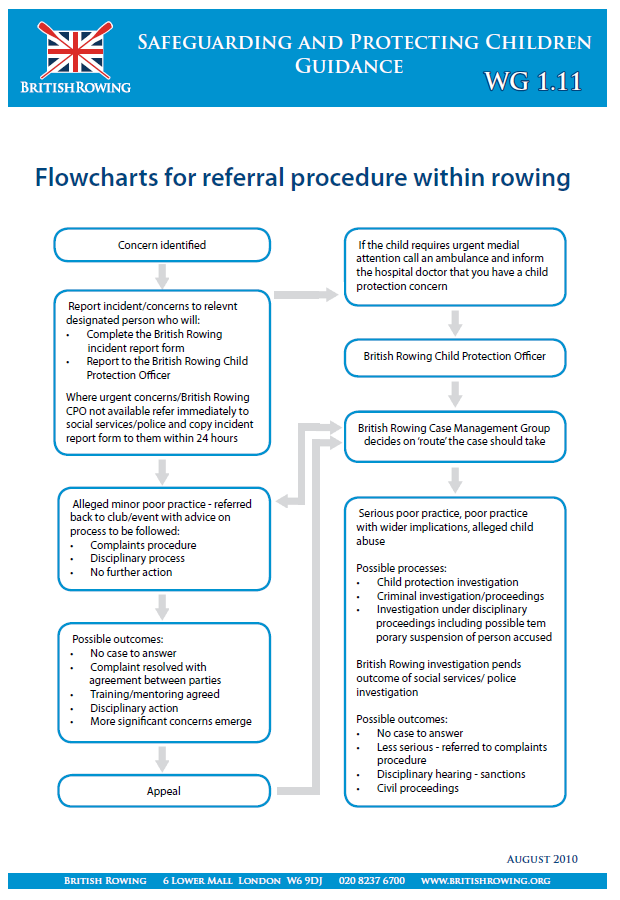 SAFEGUARDING AND PROTECTING CHILDREN
GUIDANCE
WG 1.11
BRITISHROWING
Flowcharts for referral procedure within rowing
Concern identified
Report incident/concerns to relevnt
designated person who will:
• Complete the British Rowing
incident report form
• Report to the British Rowing Child
Protection Officer
Where urgent concerns/British Rowing
CPO not available refer immediately to
social services/police and copy incident
report form to them within 24 hours
Alleged minor poor practice - referred
back to club/event with advice on
process to be followed:
• Complaints procedure
• Disciplinary process
• No further action
Possible outcomes:
• No case to answer
• Complaint resolved with
agreement between parties
• Training/mentoring agreed
• Disciplinary action
• More significant concerns emerge
Appeal
If the child requires urgent medial
attention call an ambulance and inform
the hospital doctor that you have a child
protection concern
British Rowing Child Protection Officer
British Rowing Case Management Group
decides on ‘route’ the case should take
Serious poor practice, poor practice
with wider implications, alleged child
abuse
Possible processes:
• Child protection investigation
• Criminal investigation/proceedings
• Investigation under disciplinary
proceedings including possible tem
porary suspension of person accused
British Rowing investigation pends
outcome of social services/ police
investigation
Possible outcomes:
• No case to answer
• Less serious - referred to complaints
procedure
• Disciplinary hearing - sanctions
• Civil proceedings
AUGUST 2010
BRITISH ROWING 6 LOWER MALL LONDON W6 9DJ 020 8237 6700 WWW.BRITISHROWING.ORG